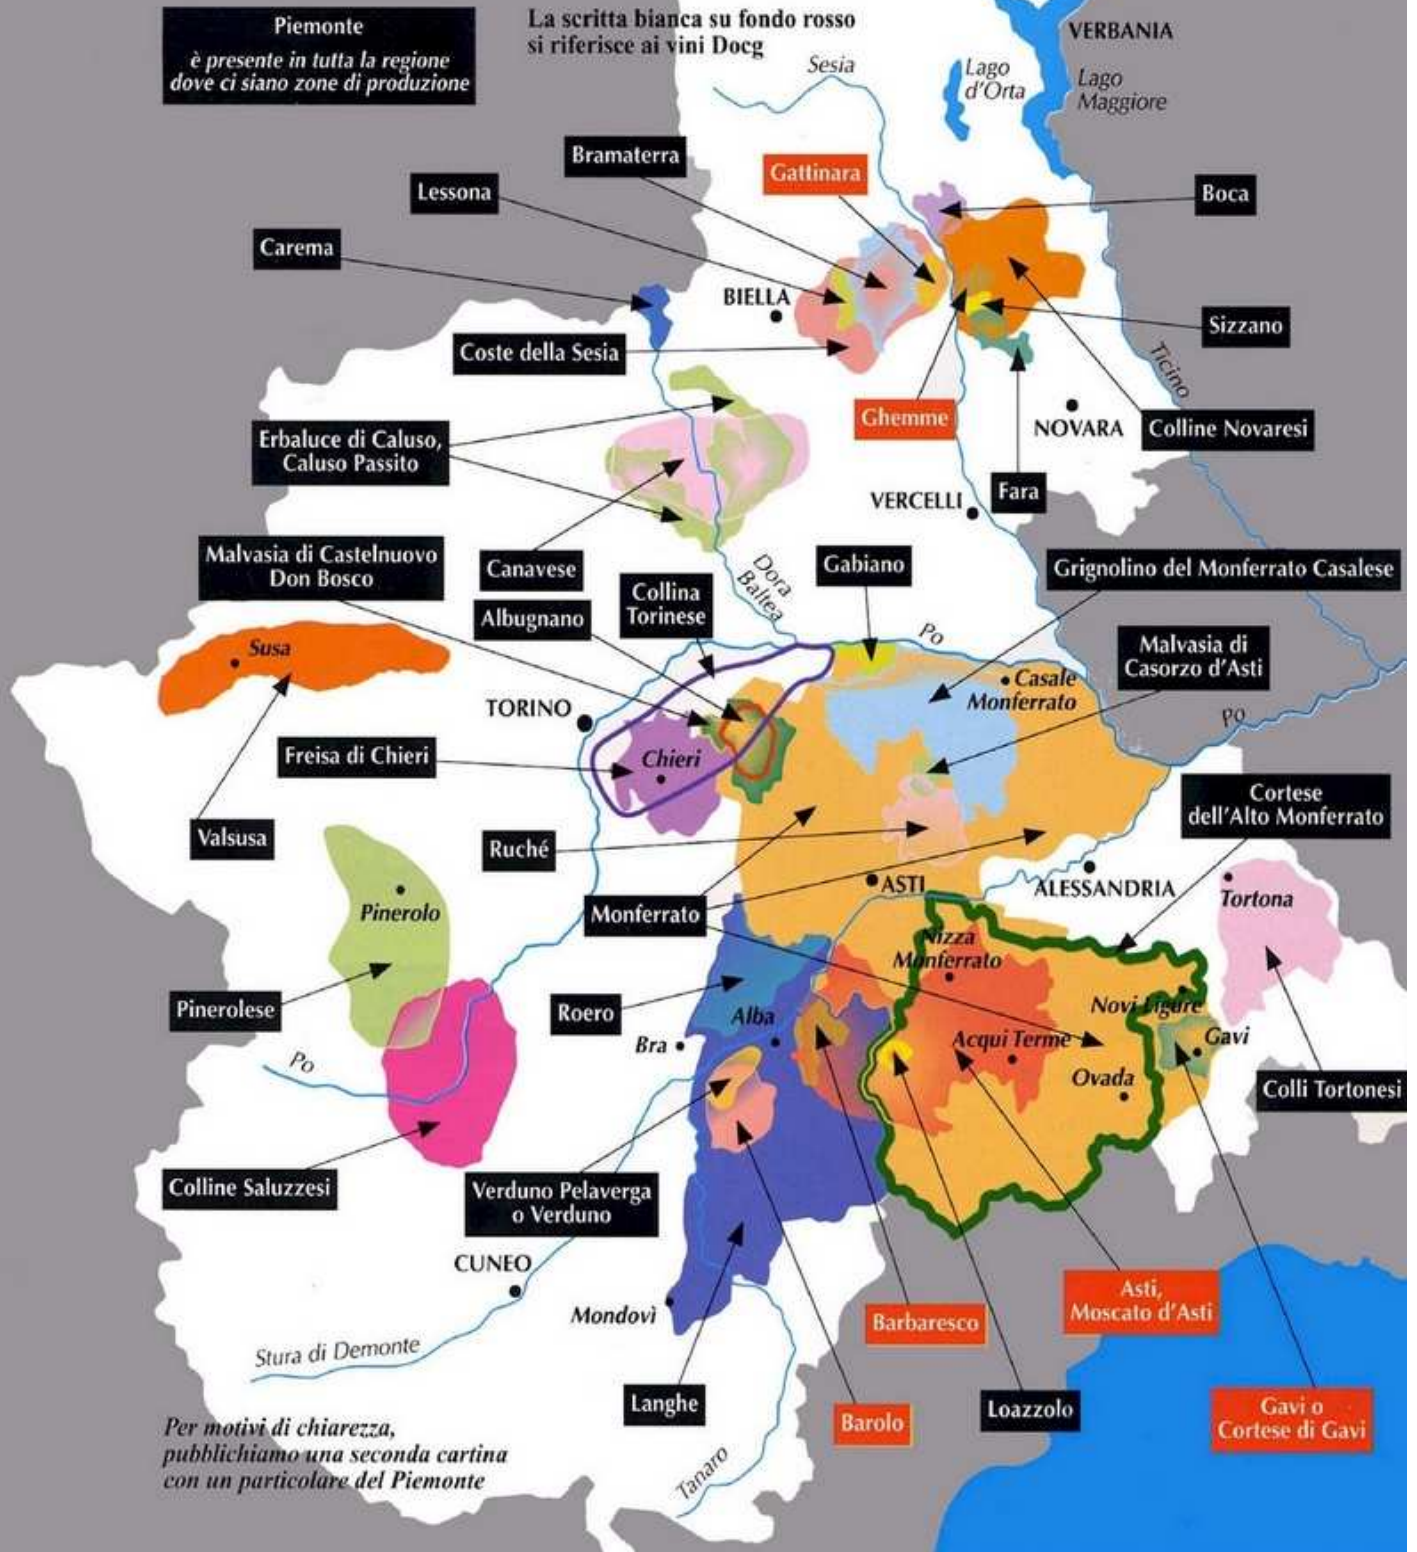 Piemonte
è presente in tutta la regione
dove ci siano zone di produzione
La scritta bianca su fondo rosso
si riferisce ai vini Docg
VERBANIA
Sesia
Lago
d'Orta
Lago
Maggiore
Bramaterra
Gattinara
Lessona
Boca
Carema
BIELLA
Sizzano
Coste della Sesia
Ticino
Ghemme
NOVARA
Colline Novaresi
Erbaluce di Caluso,
Caluso Passito
Fara
VERCELLI
Malvasia di Castelnuovo
Don Bosco
Canavese
Dora
Baltea
Gabiano
Grignolino del Monferrato Casalese
Collina
Torinese
Albugnano
Po
Malvasia di
Casorzo d'Asti
Susa
Casale
Monferrato
TORINO
Po
Freisa di Chieri
Chieri
Cortese
dell'Alto Monferrato
Valsusa
Ruché
ASTI
ALESSANDRIA
Tortona
Pinerolo
Monferrato
Nizza
Monferrato
Pinerolese
Roero
Alba
Novi Ligure
Bra
Acqui Terme
Gavi
Po
Ovada
Colli Tortonesi
Colline Saluzzesi
Verduno Pelaverga
o Verduno
CUNEO
Mondovì
Barbaresco
Asti,
Moscato d'Asti
Stura di Demonte
Langhe
Barolo
Loazzolo
Gavi o
Cortese di Gavi
Per motivi di chiarezza,
pubblichiamo una seconda cartina
con un particolare del Piemonte
Tanaro